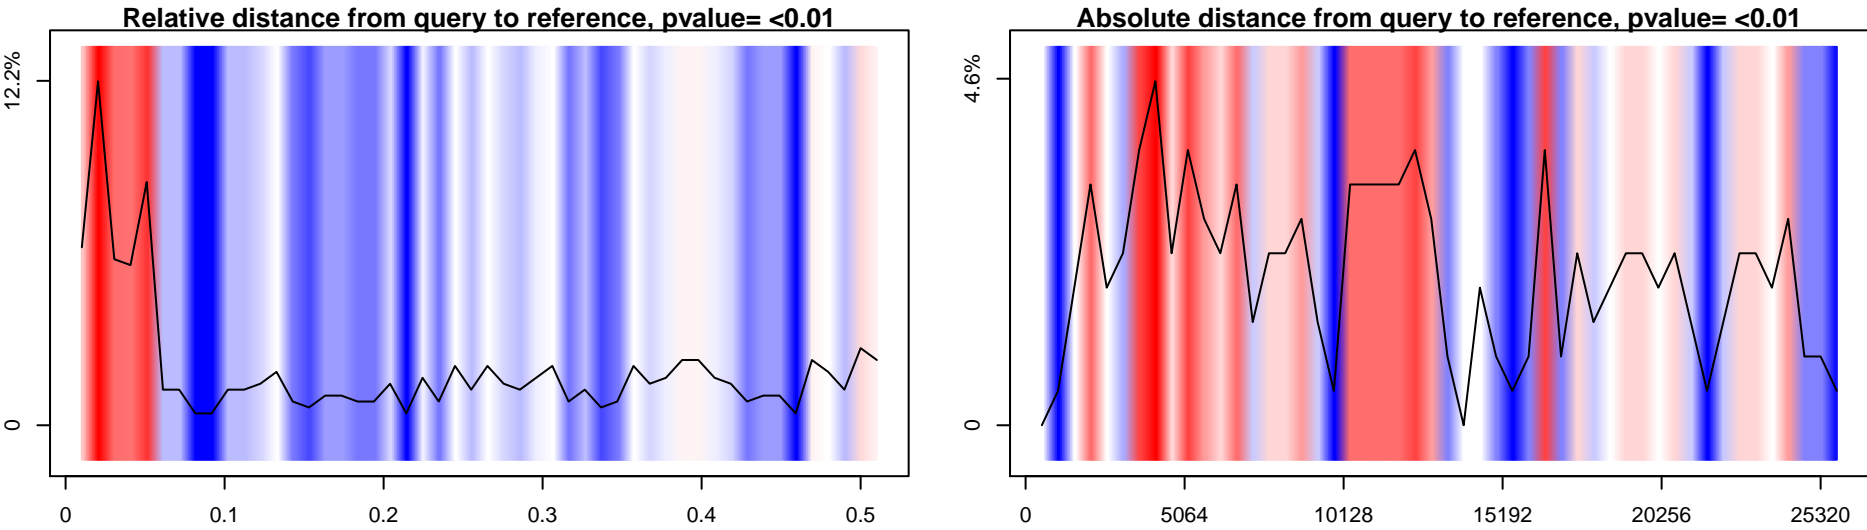 Relative distance from query to reference, pvalue= <0.01
12.2%
0
0 0.1 0.2 0.3 0.4 0.5
Absolute distance from query to reference, pvalue= <0.01
4.6%
0
0 5064 10128 15192 20256 25320